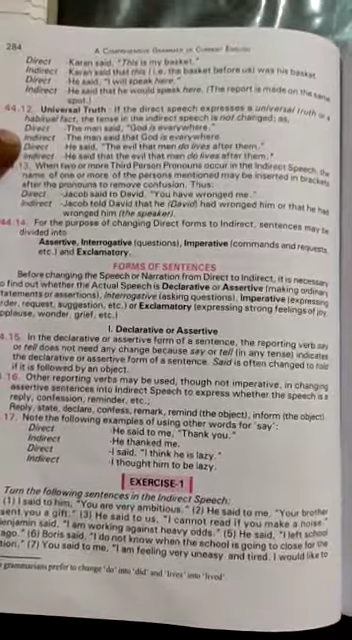 284
A COMPREHENSIVE GRAMMAR OF CURRENT ENGLISH
Direct -Karan said, "This is my basket."
Indirect -Karan said that this (i.e. the basket before us) was his basket.
Direct -He said, "I will speak here."
Indirect -He said that he would speak here. (The report is made on the same
spot.)
44.12. Universal Truth : If the direct speech expresses a universal truth or a
habitual fact, the tense in the indirect speech is not changed; as,
Direct -The man said, "God is everywhere."
Indirect -The man said that God is everywhere.
Direct -He said, "The evil that men do lives after them."
Indirect -He said that the evil that men do lives after them.*
13. When two or more Third Person Pronouns occur in the Indirect Speech, the
name of one or more of the persons mentioned may be inserted in brackets
after the pronouns to remove confusion. Thus:
Direct -Jacob said to David, "You have wronged me."
Indirect -Jacob told David that he (David) had wronged him or that he had
wronged him (the speaker).
44.14. For the purpose of changing Direct forms to Indirect, sentences may be
divided into
Assertive, Interrogative (questions), Imperative (commands and requests,
etc.) and Exclamatory.
FORMS OF SENTENCES
Before changing the Speech or Narration from Direct to Indirect, it is necessary
o find out whether the Actual Speech is Declarative or Assertive (making ordinary
tatements or assertions), Interrogative (asking questions), Imperative (expressing
rder, request, suggestion, etc.) or Exclamatory (expressing strong feelings of joy,
pplause, wonder, grief, etc.)
I. Declarative or Assertive
4.15. In the declarative or assertive form of a sentence, the reporting verb say
or tell does not need any change because say or tell (in any tense) indicates
the declarative or assertive form of a sentence. Said is often changed to told
if it is followed by an object.
16. Other reporting verbs may be used, though not imperative, in changing
assertive sentences into Indirect Speech to express whether the speech is a
reply, confession, reminder, etc.,
Reply, state, declare, confess, remark, remind (the object), inform (the object).
17. Note the following examples of using other words for 'say':
Direct -He said to me, "Thank you."
Indirect -He thanked me.
Direct -I said, "I think he is lazy."
Indirect -I thought him to be lazy.
EXERCISE-1
Turn the following sentences in the Indirect Speech:
(1) I said to him, "You are very ambitious." (2) He said to me, "Your brother
sent you a gift." (3) He said to us, "I cannot read if you make a noise."
enjamin said, "I am working against heavy odds." (5) He said, "I left school
ago." (6) Boris said, "I do not know when the school is going to close for the
tion." (7) You said to me, "I am feeling very uneasy and tired. I would like to
grammarians prefer to change 'do' into 'did' and 'lives' into 'lived'.